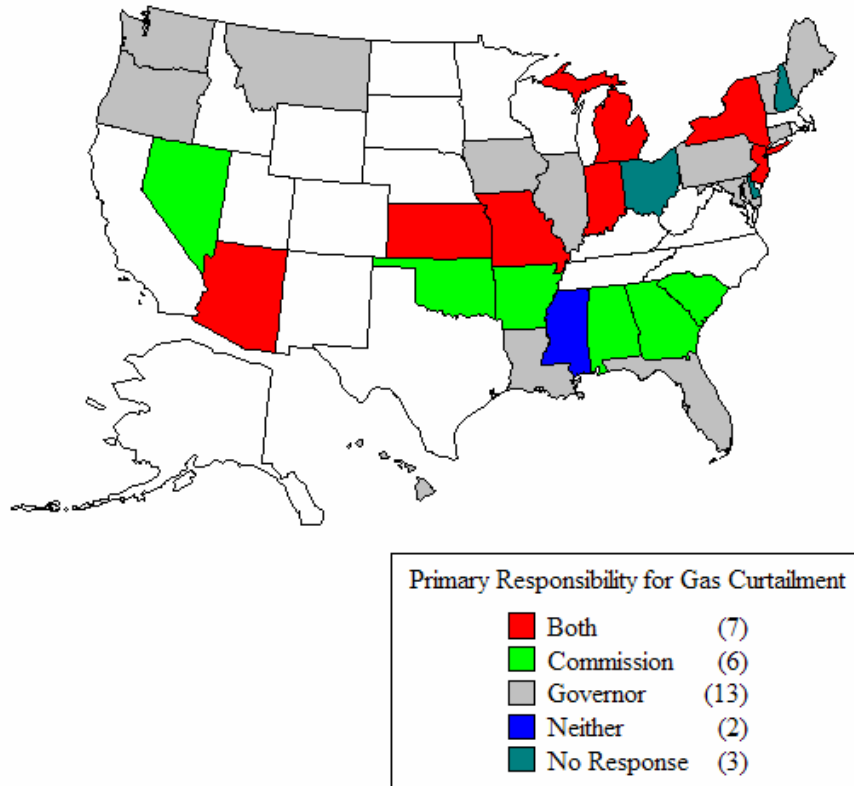 Primary Responsibility for Gas Curtailment
Both (7)
Commission (6)
Governor (13)
Neither (2)
No Response (3)